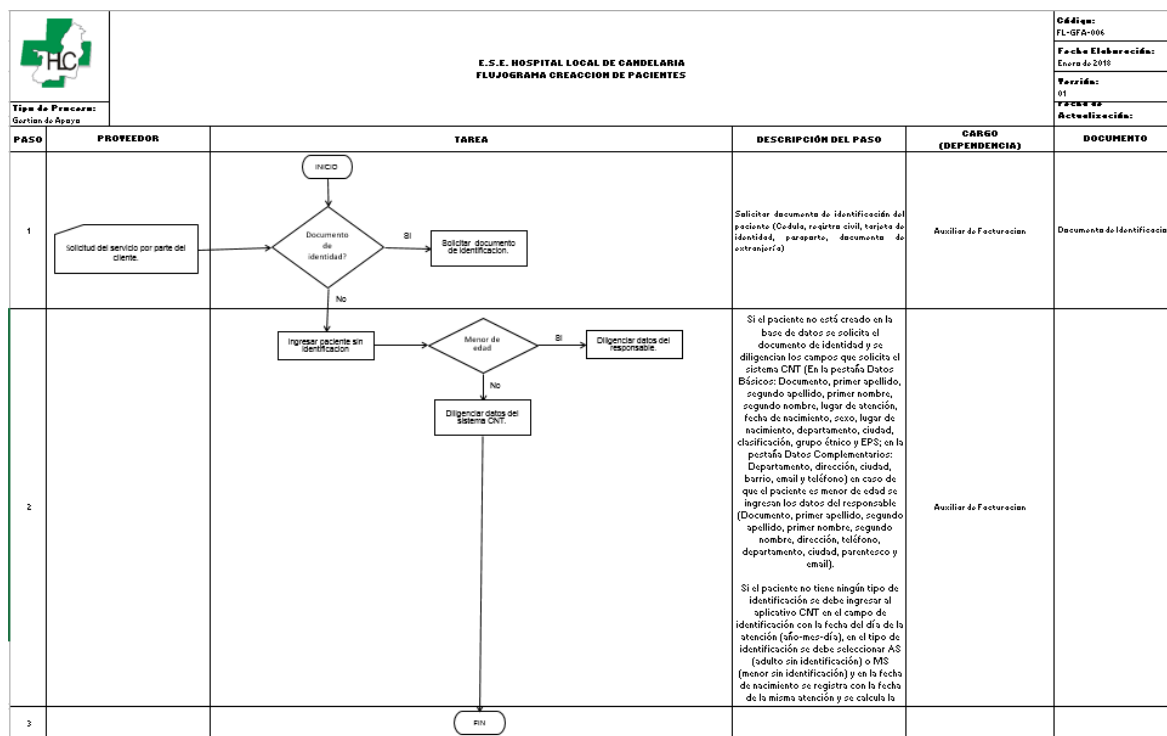 HLC
Tipo de Proceso:
Gestion de Apoyo
E.S.E. HOSPITAL LOCAL DE CANDELARIA
FLUJOGRAMA CREACCION DE PACIENTES
Código:
FL-GFA-006
Fecha Elaboración:
Enero de 2018
Versión:
01
Fecha de
Actualización:
PASO
PROVEEDOR
TAREA
DESCRIPCIÓN DEL PASO
CARGO
(DEPENDENCIA)
DOCUMENTO
1
Solicitud del servicio por parte del
cliente.
INICIO
Documento
de
identidad?
SI
Solicitar documento
de identificacion.
No
Solicitar documento de identificación del
paciente (Cedula, registro civil, tarjeta de
identidad, pasaporte, documento de
extranjería)
Auxiliar de Facturacion
Documento de Identificacio
2
Ingresar paciente sin
identificacion
Menor de
edad
SI
Diligenciar datos del
responsable.
No
Diligenciar datos del
sistema CNT.
Si el paciente no está creado en la
base de datos se solicita el
documento de identidad y se
diligencian los campos que solicita el
sistema CNT (En la pestaña Datos
Básicos: Documento, primer apellido,
segundo apellido, primer nombre,
segundo nombre, lugar de atención,
fecha de nacimiento, sexo, lugar de
nacimiento, departamento, ciudad,
clasificación, grupo étnico y EPS; en la
pestaña Datos Complementarios:
Departamento, dirección, ciudad,
barrio, email y teléfono) en caso de
que el paciente es menor de edad se
ingresan los datos del responsable
(Documento, primer apellido, segundo
apellido, primer nombre, segundo
nombre, dirección, teléfono,
departamento, ciudad, parentesco y
email).
Si el paciente no tiene ningún tipo de
identificación se debe ingresar al
aplicativo CNT en el campo de
identificación con la fecha del día de la
atención (año-mes-día), en el tipo de
identificación se debe seleccionar AS
(adulto sin identificación) o MS
(menor sin identificación) y en la fecha
de nacimiento se registra con la fecha
de la misma atención y se calcula la
Auxiliar de Facturacion
3
FIN